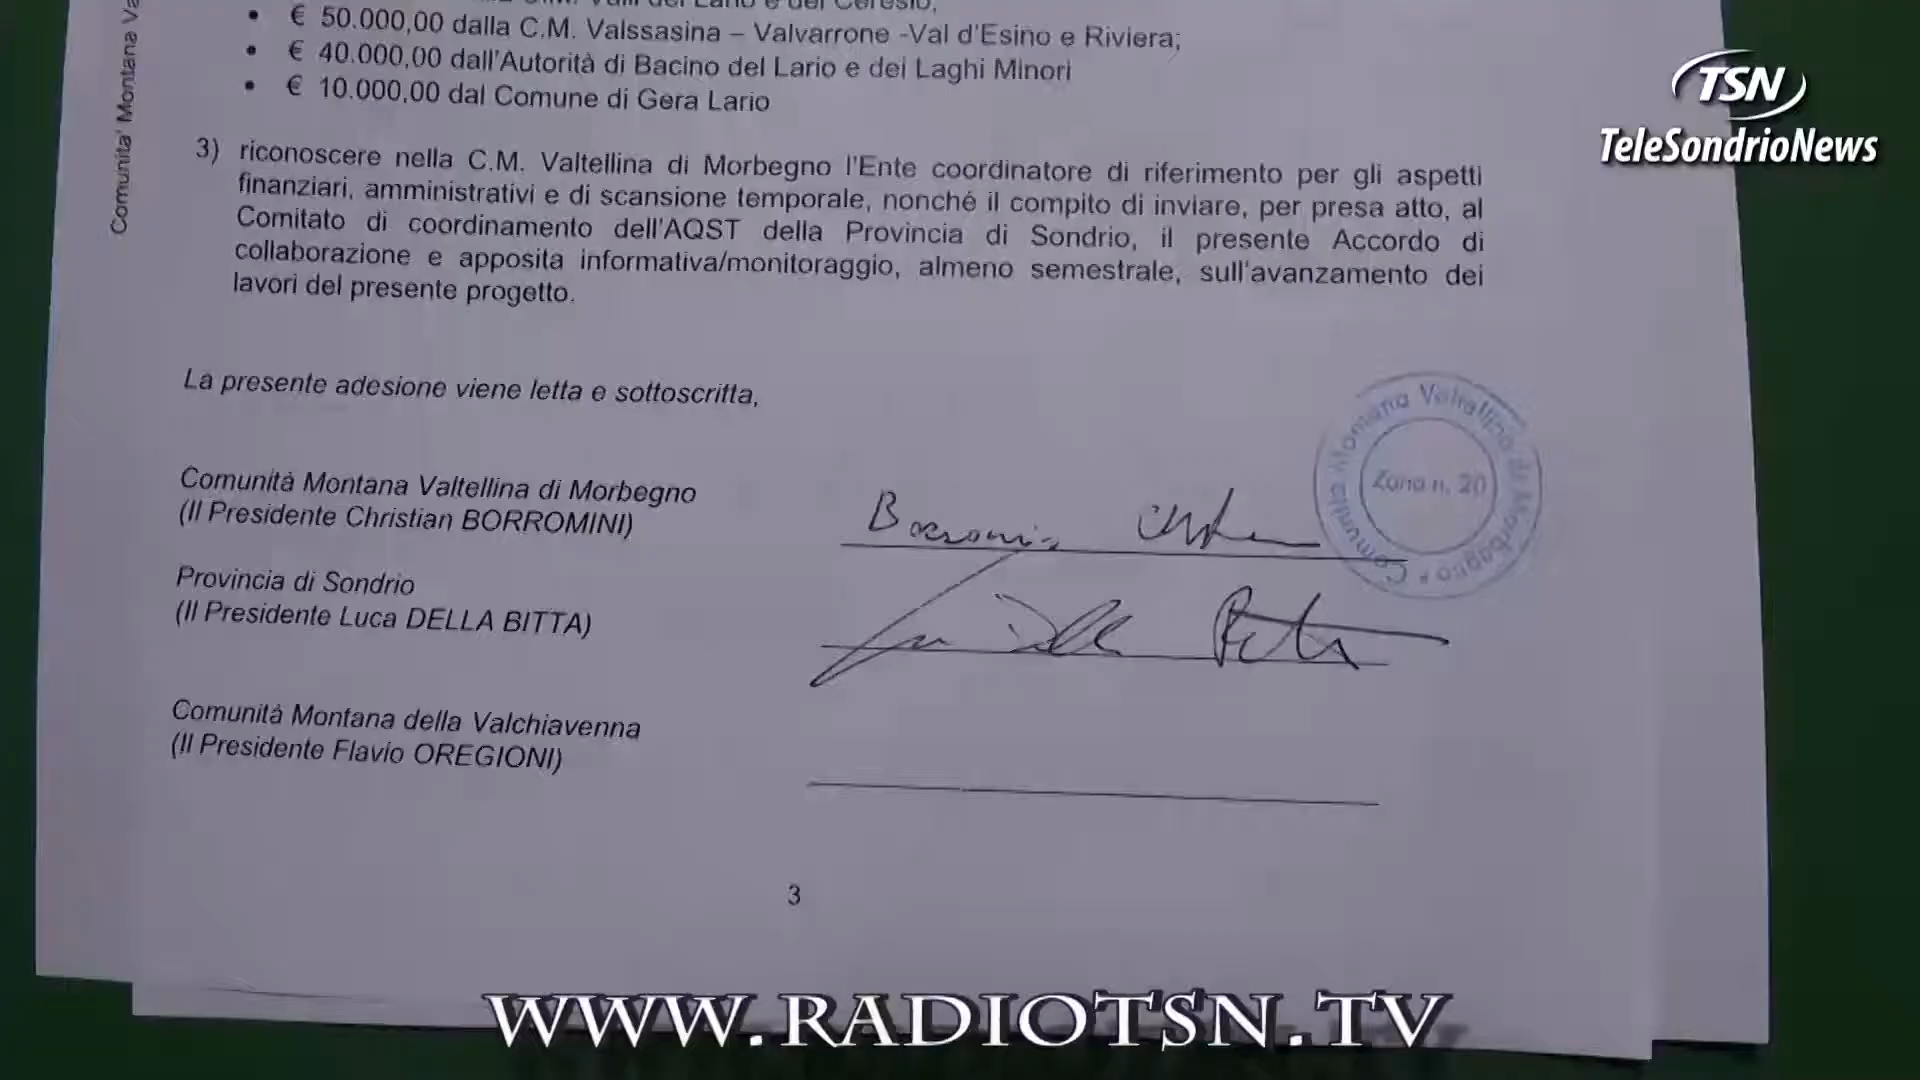 • € 50.000,00 dalla C.M. Valssasina – Valvarrone -Val d'Esino e Riviera;
• € 40.000,00 dall'Autorità di Bacino del Lario e dei Laghi Minori
• € 10.000,00 dal Comune di Gera Lario
Comunita' Montana
3) riconoscere nella C.M. Valtellina di Morbegno l'Ente coordinatore di riferimento per gli aspetti
finanziari, amministrativi e di scansione temporale, nonché il compito di inviare, per presa atto, al
Comitato di coordinamento dell'AQST della Provincia di Sondrio, il presente Accordo di
collaborazione e apposita informativa/monitoraggio, almeno semestrale, sull'avanzamento dei
lavori del presente progetto.
TSN
TeleSondrioNews
La presente adesione viene letta e sottoscritta,
Comunità Montana Valtellina di Morbegno
(Il Presidente Christian BORROMINI)
Comunità Montana Valtellina di Morbegno •
Zona n. 20
Provincia di Sondrio
(Il Presidente Luca DELLA BITTA)
Comunità Montana della Valchiavenna
(Il Presidente Flavio OREGIONI)
3
WWW.RADIOTSN.TV